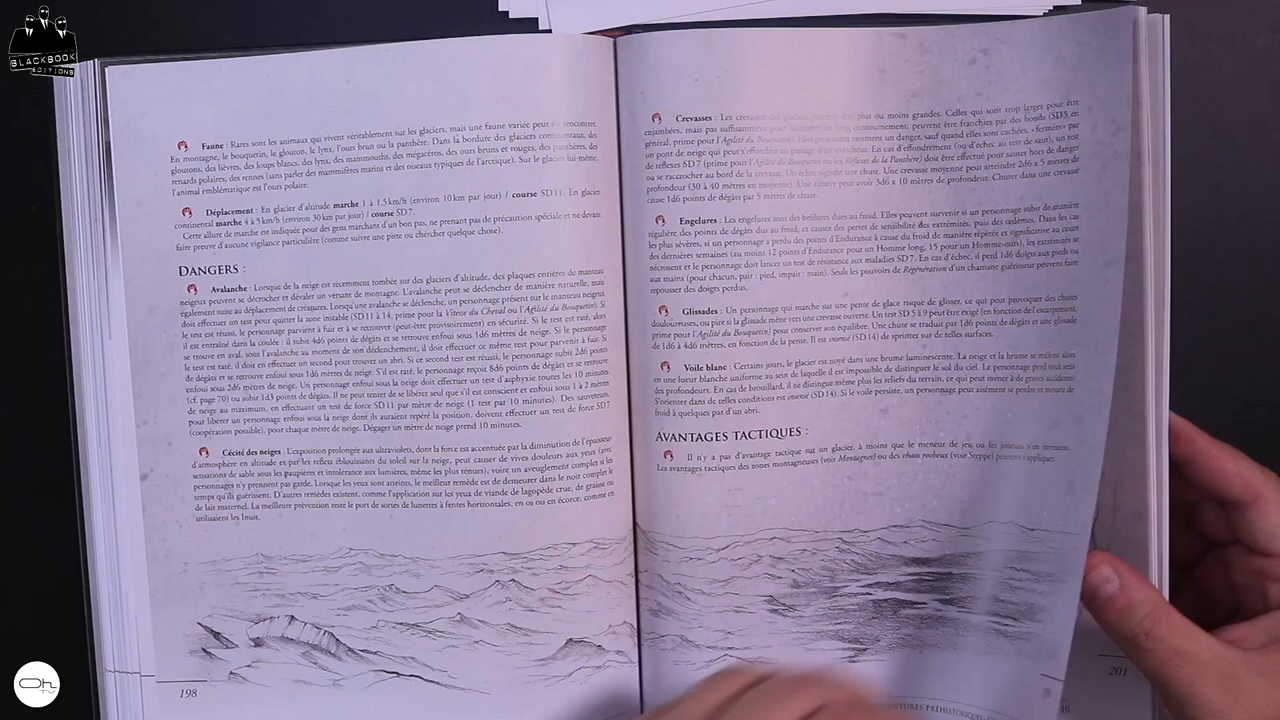 BLACKBOOK
EDITIONS
Faune : Rares sont les animaux qui vivent véritablement sur les glaciers, mais une faune variée peut s'y rencontrer.
En montagne, le bouquetin, le glouton, le lynx, l'ours brun ou la panthère. Dans la bordure des glaciers continentaux, des
gloutons, des lièvres, des loups blancs, des lynx, des mammouths, des mégacéros, des ours bruns et rouges, des panthères, des
renards polaires, des rennes (sans parler des mammifères marins et des oiseaux typiques de l'arctique). Sur le glacier lui-même,
l'animal emblématique est l'ours polaire.
Déplacement : En glacier d'altitude marche 1 à 1,5 km/h (environ 10 km par jour) / course SD 11. En glacier
continental marche 4 à 5 km/h (environ 30 km par jour) / course SD 7.
Cette allure de marche est indiquée pour des gens marchant d'un bon pas, ne prenant pas de précaution spéciale et ne devant
faire preuve d'aucune vigilance particulière (comme suivre une piste ou chercher quelque chose).
DANGERS :
Avalanche : Lorsque de la neige est récemment tombée sur des glaciers d'altitude, des plaques entières de manteau
neigeux peuvent se décrocher et dévaler un versant de montagne. L'avalanche peut se déclencher de manière naturelle, mais
également suite au déplacement de créatures. Lorsqu'une avalanche se déclenche, un personnage présent sur le manteau neigeux
doit effectuer un test pour quitter la zone instable (SD 11 à 14, prime pour la Vitesse du Cheval ou l'Agilité du Bouquetin). Si
le test est réussi, le personnage parvient à fuir et à se retrouver (peut-être provisoirement) en sécurité. Si le test est raté, alors
il est entraîné dans la coulée : il subit 4d6 points de dégâts et se retrouve enfoui sous 1d6 mètres de neige. Si le personnage
se trouve en aval, sous l'avalanche au moment de son déclenchement, il doit effectuer ce même test pour parvenir à fuir. Si
le test est raté, il doit en effectuer un second pour trouver un abri. Si ce second test est réussi, le personnage subit 2d6 points
de dégâts et se retrouve enfoui sous 1d6 mètres de neige. S'il est raté, le personnage reçoit 8d6 points de dégâts et se retrouve
enfoui sous 2d6 mètres de neige. Un personnage enfoui sous la neige doit effectuer un test d'asphyxie toutes les 10 minutes
(cf. page 70) ou subir 1d3 points de dégâts. Il ne peut tenter de se libérer seul que s'il est conscient et enfoui sous 1 à 2 mètres
de neige au maximum, en effectuant un test de force SD 11 par mètre de neige (1 test par 10 minutes). Des sauveteurs,
pour libérer un personnage enfoui sous la neige dont ils auraient repéré la position, doivent effectuer un test de force SD 7
(coopération possible), pour chaque mètre de neige. Dégager un mètre de neige prend 10 minutes.
Cécité des neiges : L'exposition prolongée aux ultraviolets, dont la force est accentuée par la diminution de l'épaisseur
d'atmosphère en altitude et par les reflets éblouissants du soleil sur la neige, peut causer de vives douleurs aux yeux (avec
sensations de sable sous les paupières et intolérance aux lumières, même les plus ténues), voire un aveuglement complet si les
personnages n'y prennent pas garde. Lorsque les yeux sont atteints, le meilleur remède est de demeurer dans le noir complet le
temps qu'ils guérissent. D'autres remèdes existent, comme l'application sur les yeux de viande de lagopède crue, de graisse ou
de lait maternel. La meilleure prévention reste le port de sortes de lunettes à fentes horizontales, en os ou en écorce, comme en
utilisaient les Inuit.
198
Crevasses : Les crevasses des glaciers peuvent être plus ou moins grandes. Celles qui sont trop larges pour être
enjambées, mais pas suffisamment pour nécessiter un long contournement, peuvent être franchies par des bonds (SD 5 en
général, prime pour l'Agilité du Bouquetin). Elles procurent rarement un danger, sauf quand elles sont cachées, « fermées » par
un pont de neige qui peut s'effondrer au passage d'un marcheur. En cas d'effondrement (ou d'échec au test de saut), un test
de réflexes SD 7 (prime pour l'Agilité du Bouquetin ou les Réflexes de la Panthère) doit être effectué pour sauter hors de danger
ou se raccrocher au bord de la crevasse. Un échec signifie une chute. Une crevasse moyenne peut atteindre 2d6 x 5 mètres de
profondeur (30 à 40 mètres en moyenne). Une rimaye peut avoir 3d6 x 10 mètres de profondeur. Chuter dans une crevasse
cause 1d6 points de dégâts par 5 mètres de chute.
Engelures : Les engelures sont des brûlures dues au froid. Elles peuvent survenir si un personnage subit de manière
régulière des points de dégâts dus au froid, et causer des pertes de sensibilité des extrémités, puis des œdèmes. Dans les cas
les plus sévères, si un personnage a perdu des points d'Endurance à cause du froid de manière répétée et significative au cours
des dernières semaines (au moins 12 points d'Endurance pour un Homme long, 15 pour un Homme-ours), les extrémités se
nécrosent et le personnage doit lancer un test de résistance aux maladies SD 7. En cas d'échec, il perd 1d6 doigts aux pieds ou
aux mains (pour chacun, pair : pied, impair : main). Seuls les pouvoirs de Régénération d'un chamane guérisseur peuvent faire
repousser des doigts perdus.
Glissades : Un personnage qui marche sur une pente de glace risque de glisser, ce qui peut provoquer des chutes
douloureuses, ou pire si la glissade mène vers une crevasse ouverte. Un test SD 5 à 9 peut être exigé (en fonction de l'escarpement,
prime pour l'Agilité du Bouquetin) pour conserver son équilibre. Une chute se traduit par 1d6 points de dégâts et une glissade
de 1d6 à 4d6 mètres, en fonction de la pente. Il est insensé (SD 14) de sprinter sur de telles surfaces.
Voile blanc : Certains jours, le glacier est noyé dans une brume luminescente. La neige et la brume se mêlent alors
en une lueur blanche uniforme au sein de laquelle il est impossible de distinguer le sol du ciel. Le personnage perd tout sens
des profondeurs. En cas de brouillard, il ne distingue même plus les reliefs du terrain, ce qui peut mener à de graves accidents.
S'orienter dans de telles conditions est insensé (SD 14). Si le voile persiste, un personnage peut aisément se perdre et mourir de
froid à quelques pas d'un abri.
AVANTAGES TACTIQUES :
Il n'y a pas d'avantage tactique sur un glacier, à moins que le meneur de jeu ou les joueurs n'en inventent.
Les avantages tactiques des zones montagneuses (voir Montagne) ou des chaos rocheux (voir Steppe) peuvent s'appliquer.
PRÉHISTORIQUES
201
Oh
TV